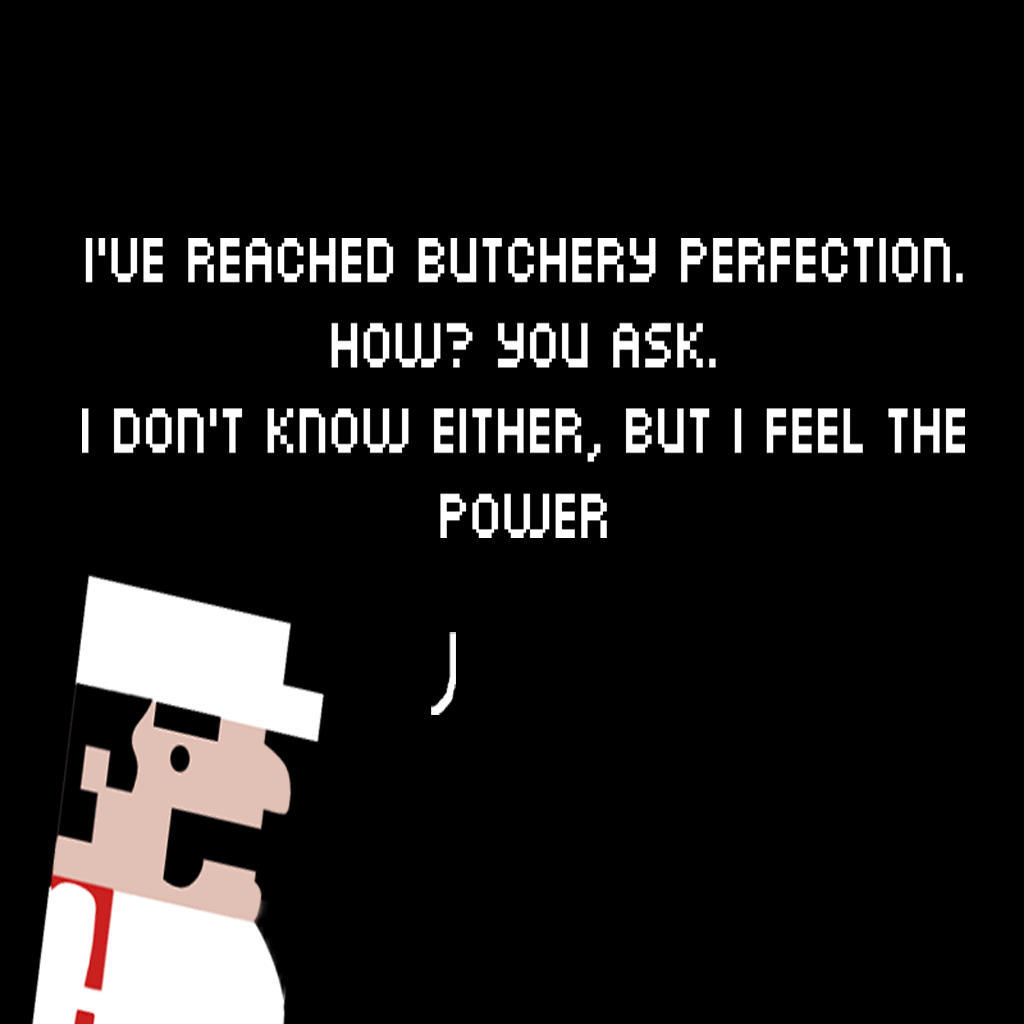 I'VE REACHED BUTCHERY PERFECTION.
HOW? YOU ASK.
I DON'T KNOW EITHER, BUT I FEEL THE
POWER